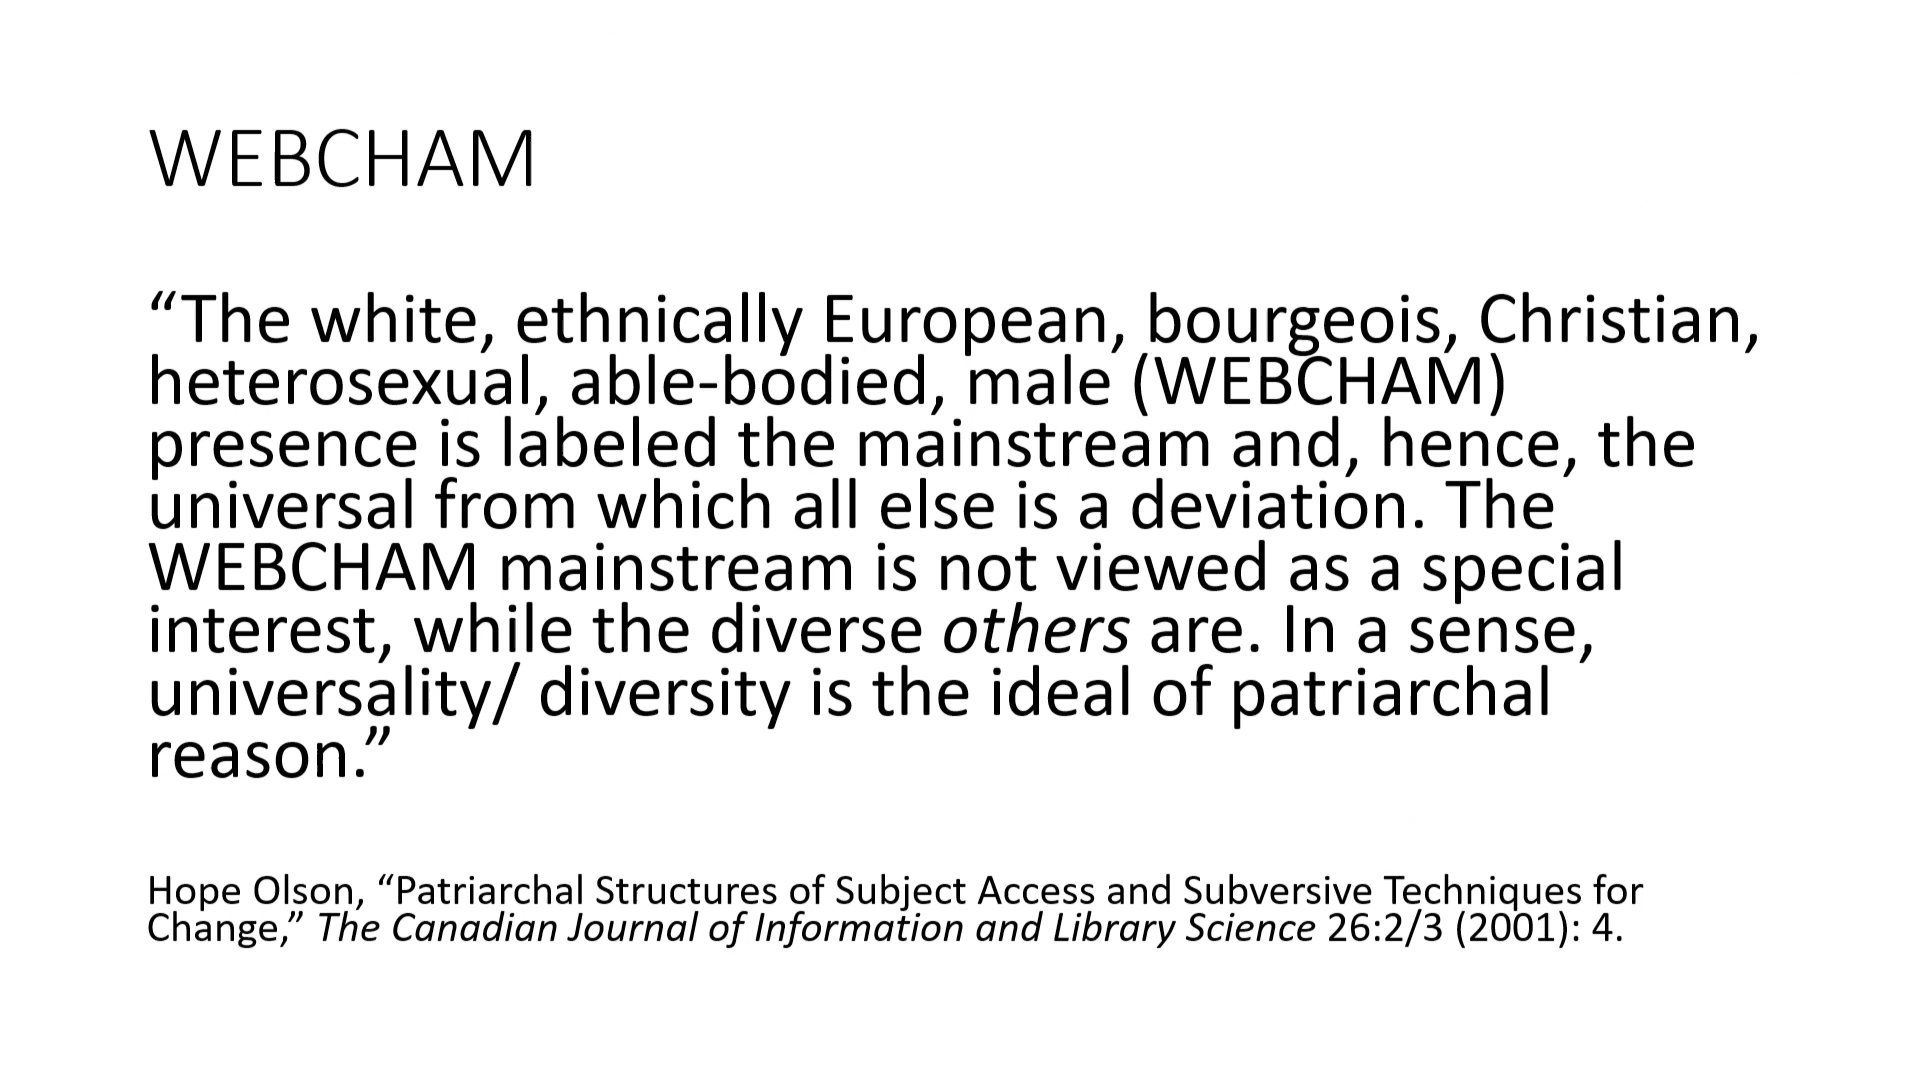 WEBCHAM
“The white, ethnically European, bourgeois, Christian,
heterosexual, able-bodied, male (WEBCHAM)
presence is labeled the mainstream and, hence, the
universal from which all else is a deviation. The
WEBCHAM mainstream is not viewed as a special
interest, while the diverse others are. In a sense,
universality/ diversity is the ideal of patriarchal
reason.”
Hope Olson, “Patriarchal Structures of Subject Access and Subversive Techniques for
Change,” The Canadian Journal of Information and Library Science 26:2/3 (2001): 4.